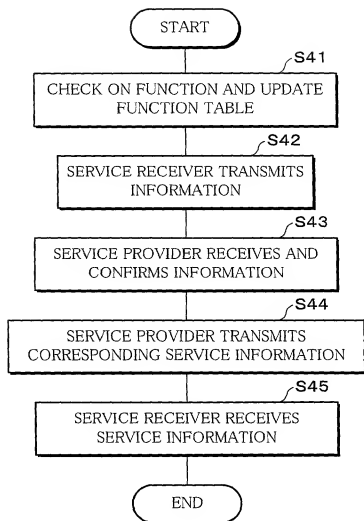 START
S41
CHECK ON FUNCTION AND UPDATE
FUNCTION TABLE
S42
SERVICE RECEIVER TRANSMITS
INFORMATION
S43
SERVICE PROVIDER RECEIVES AND
CONFIRMS INFORMATION
S44
SERVICE PROVIDER TRANSMITS
CORRESPONDING SERVICE INFORMATION
S45
SERVICE RECEIVER RECEIVES
SERVICE INFORMATION
END